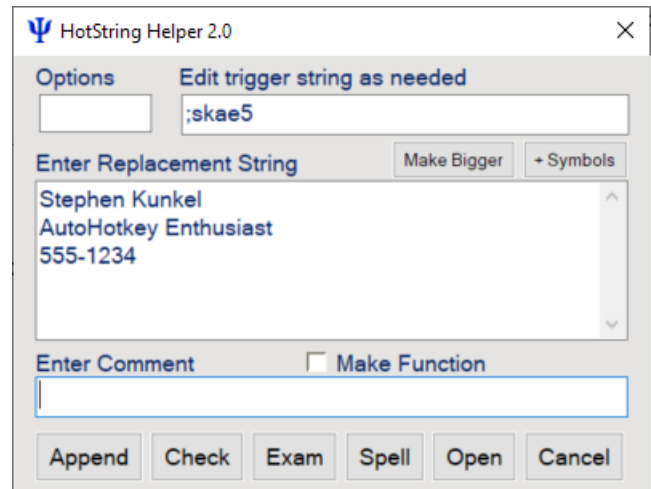 Ψ HotString Helper 2.0
Options Edit trigger string as needed
;skae5
Enter Replacement String Make Bigger + Symbols
Stephen Kunkel
AutoHotkey Enthusiast
555-1234
Enter Comment Make Function
Append Check Exam Spell Open Cancel